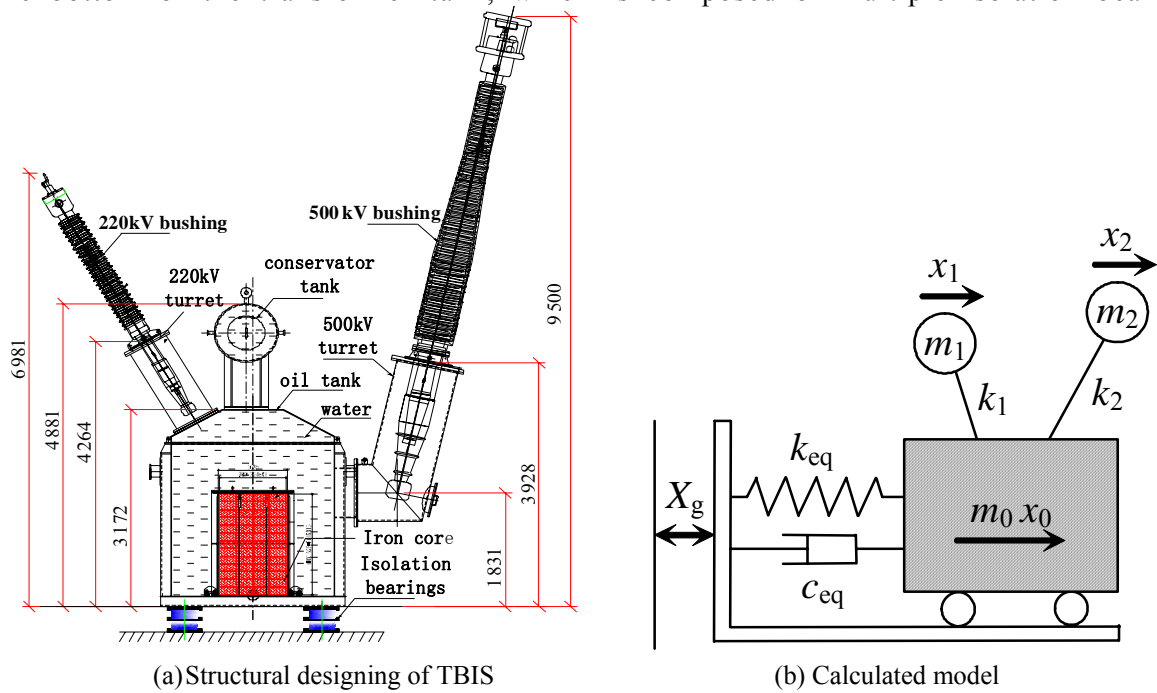 500 kV bushing
220kV bushing
conservator
tank
220kV
turret
500kV
turret
oil tank
water
Iron core
Isolation
bearings
6981
4881
4264
3172
9500
3928
1831
x1
x2
m1
m2
k1
k2
keq
Xg
m0 x0
ceq
(a)Structural designing of TBIS
(b) Calculated model